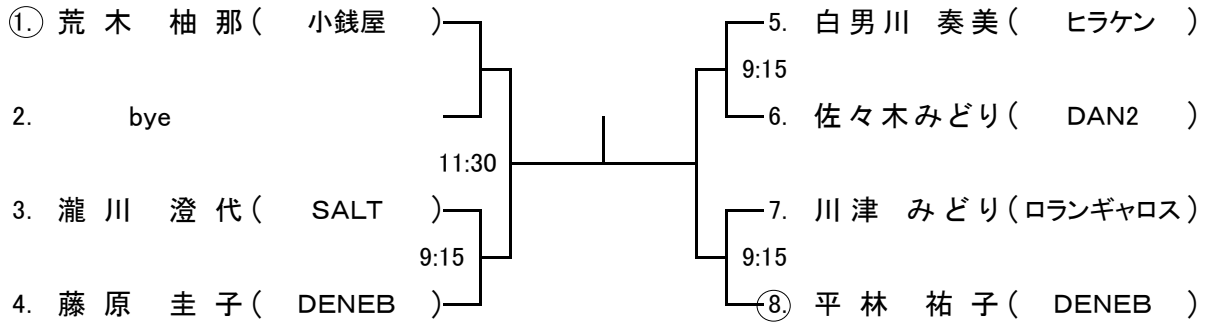 ①. 荒木 柚那( 小銭屋 )
2. bye
11:30
3. 瀧川 澄代( SALT )
9:15
4. 藤原 圭子( DENEB )
5. 白男川 奏美( ヒラケン )
9:15
6. 佐々木みどり( DAN2 )
7. 川津 みどり(ロランギャロス)
9:15
⑧. 平林 祐子( DENEB )